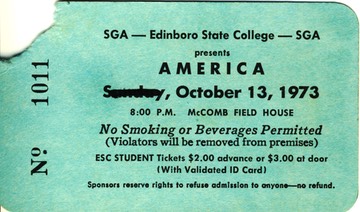 SGA — Edinboro State College — SGA
presents
AMERICA
Sunday, October 13, 1973
8:00 P.M. McCOMB FIELD HOUSE
No Smoking or Beverages Permitted
(Violators will be removed from premises)
ESC STUDENT Tickets $2.00 advance or $3.00 at door
(With Validated ID Card)
Sponsors reserve rights to refuse admission to anyone—no refund.
No 1011